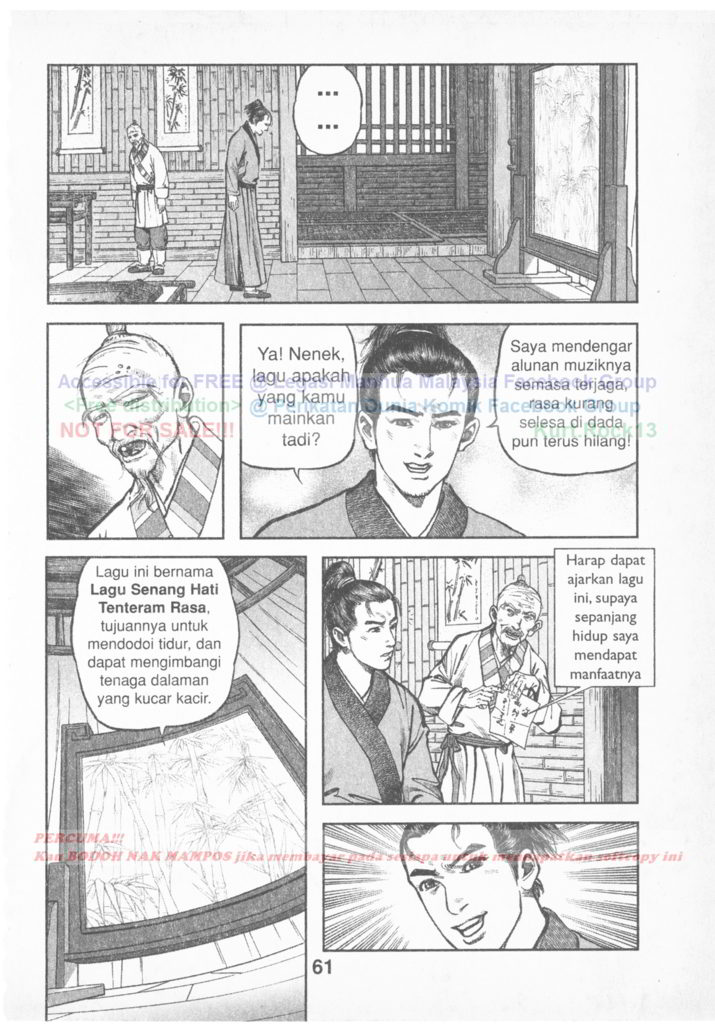 ...
...
Ya! Nenek,
lagu apakah
yang kamu
mainkan
tadi?
Saya mendengar
alunan muziknya
semasa terjaga,
rasa kurang
selesa di dada
pun terus hilang!
Accessible for FREE @ Legasi Manhua Malaysia Facebook Group
<Free distribution> @ Perikatan Dunia Komik Facebook Group
NOT FOR SALE!!!
Kurt.Rock13
Lagu ini bernama
Lagu Senang Hati
Tenteram Rasa,
tujuannya untuk
mendodoi tidur, dan
dapat mengimbangi
tenaga dalaman
yang kucar kacir.
Harap dapat
ajarkan lagu
ini, supaya
sepanjang
hidup saya
mendapat
manfaatnya
PERCUMA!!!
Kau BODOH NAK MAMPOS jika membayar pada sesiapa untuk mendapatkan softcopy ini
61